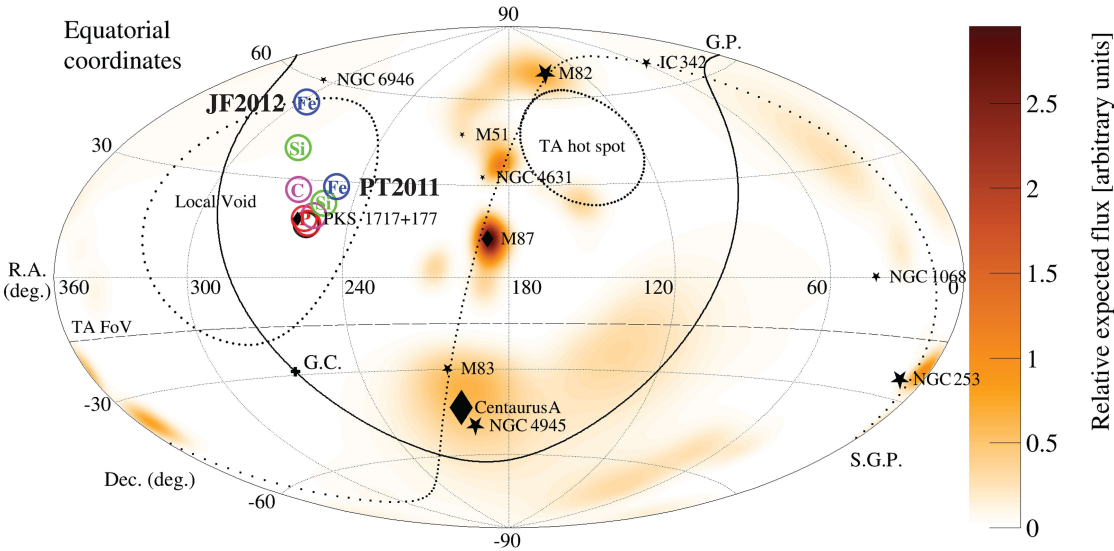 Equatorial
coordinates
90
60
G.P.
NGC 6946
IC 342
M82
JF2012
Fe
M51
TA hot spot
30
Si
NGC 4631
C
Fe
PT2011
Local Void
Si
P
PKS 1717+177
M87
R.A.
(deg.)
360
300
240
180
120
60
0
NGC 1068
TA FoV
G.C.
M83
NGC 253
-30
Centaurus A
NGC 4945
S.G.P.
Dec. (deg.)
-60
-90
2.5
2
1.5
1
0.5
0
Relative expected flux [arbitrary units]